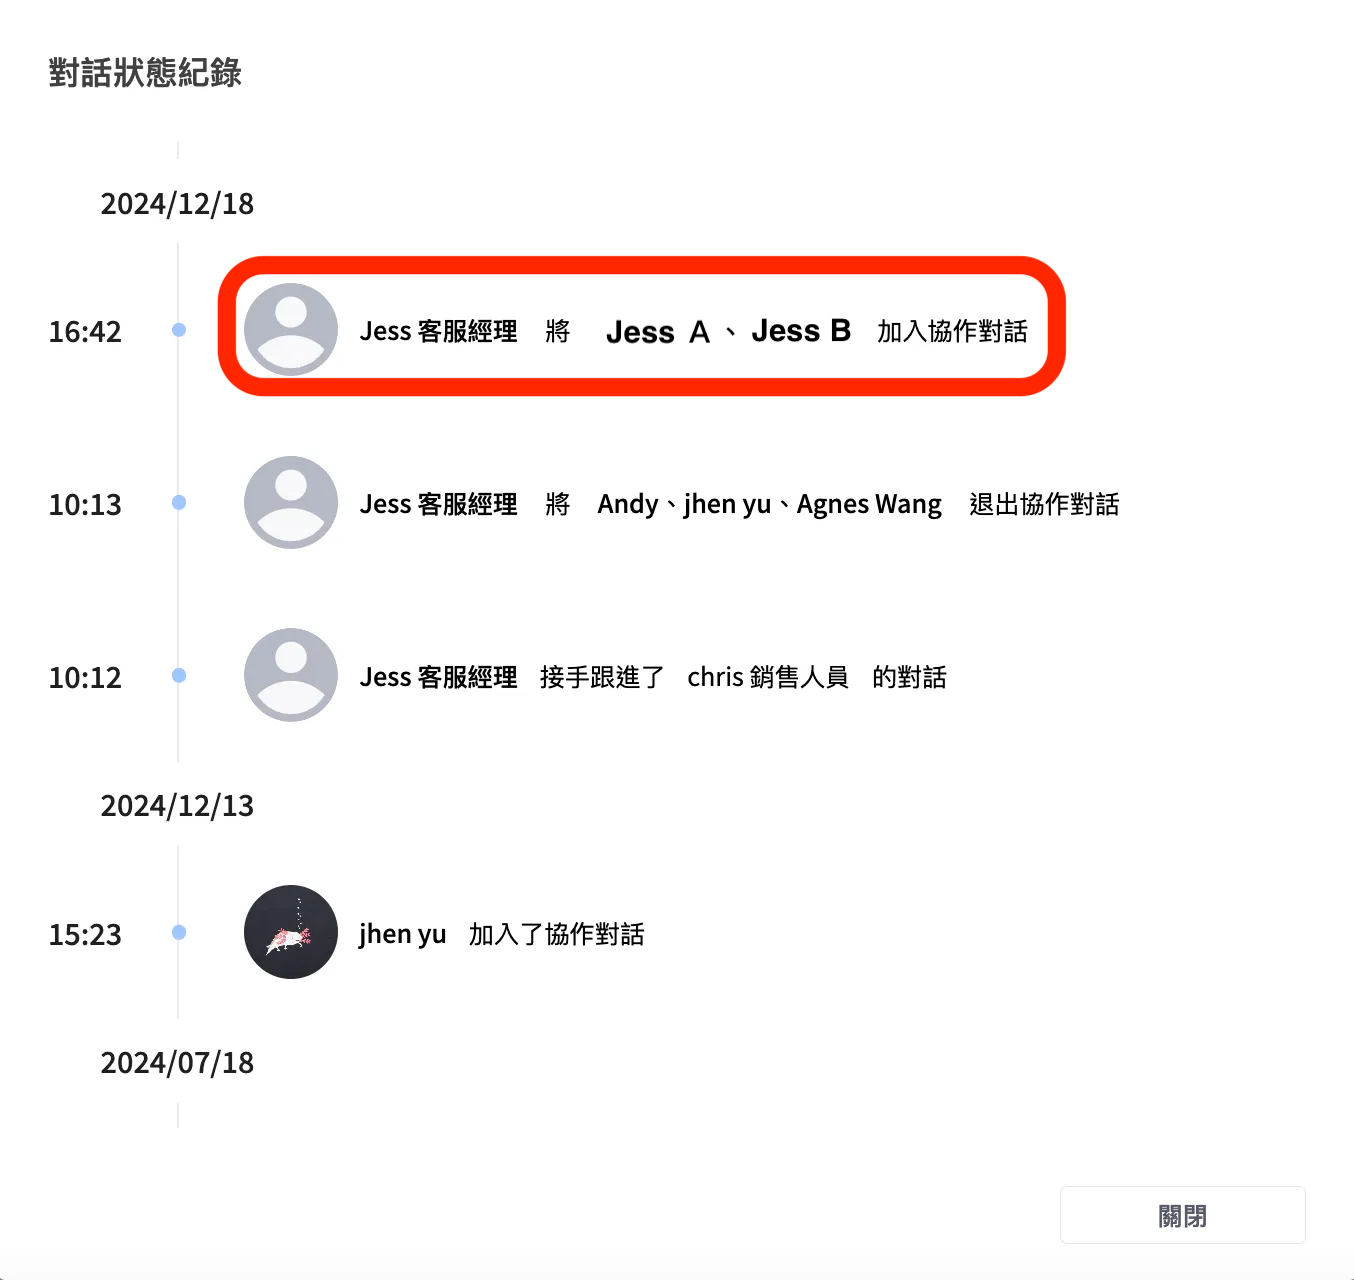 對話狀態紀錄
2024/12/18
16:42 Jess 客服經理 將 Jess A、Jess B 加入協作對話
10:13 Jess 客服經理 將 Andy、jhen yu、Agnes Wang 退出協作對話
10:12 Jess 客服經理 接手跟進了 chris 銷售人員 的對話
2024/12/13
15:23 jhen yu 加入了協作對話
2024/07/18
關閉